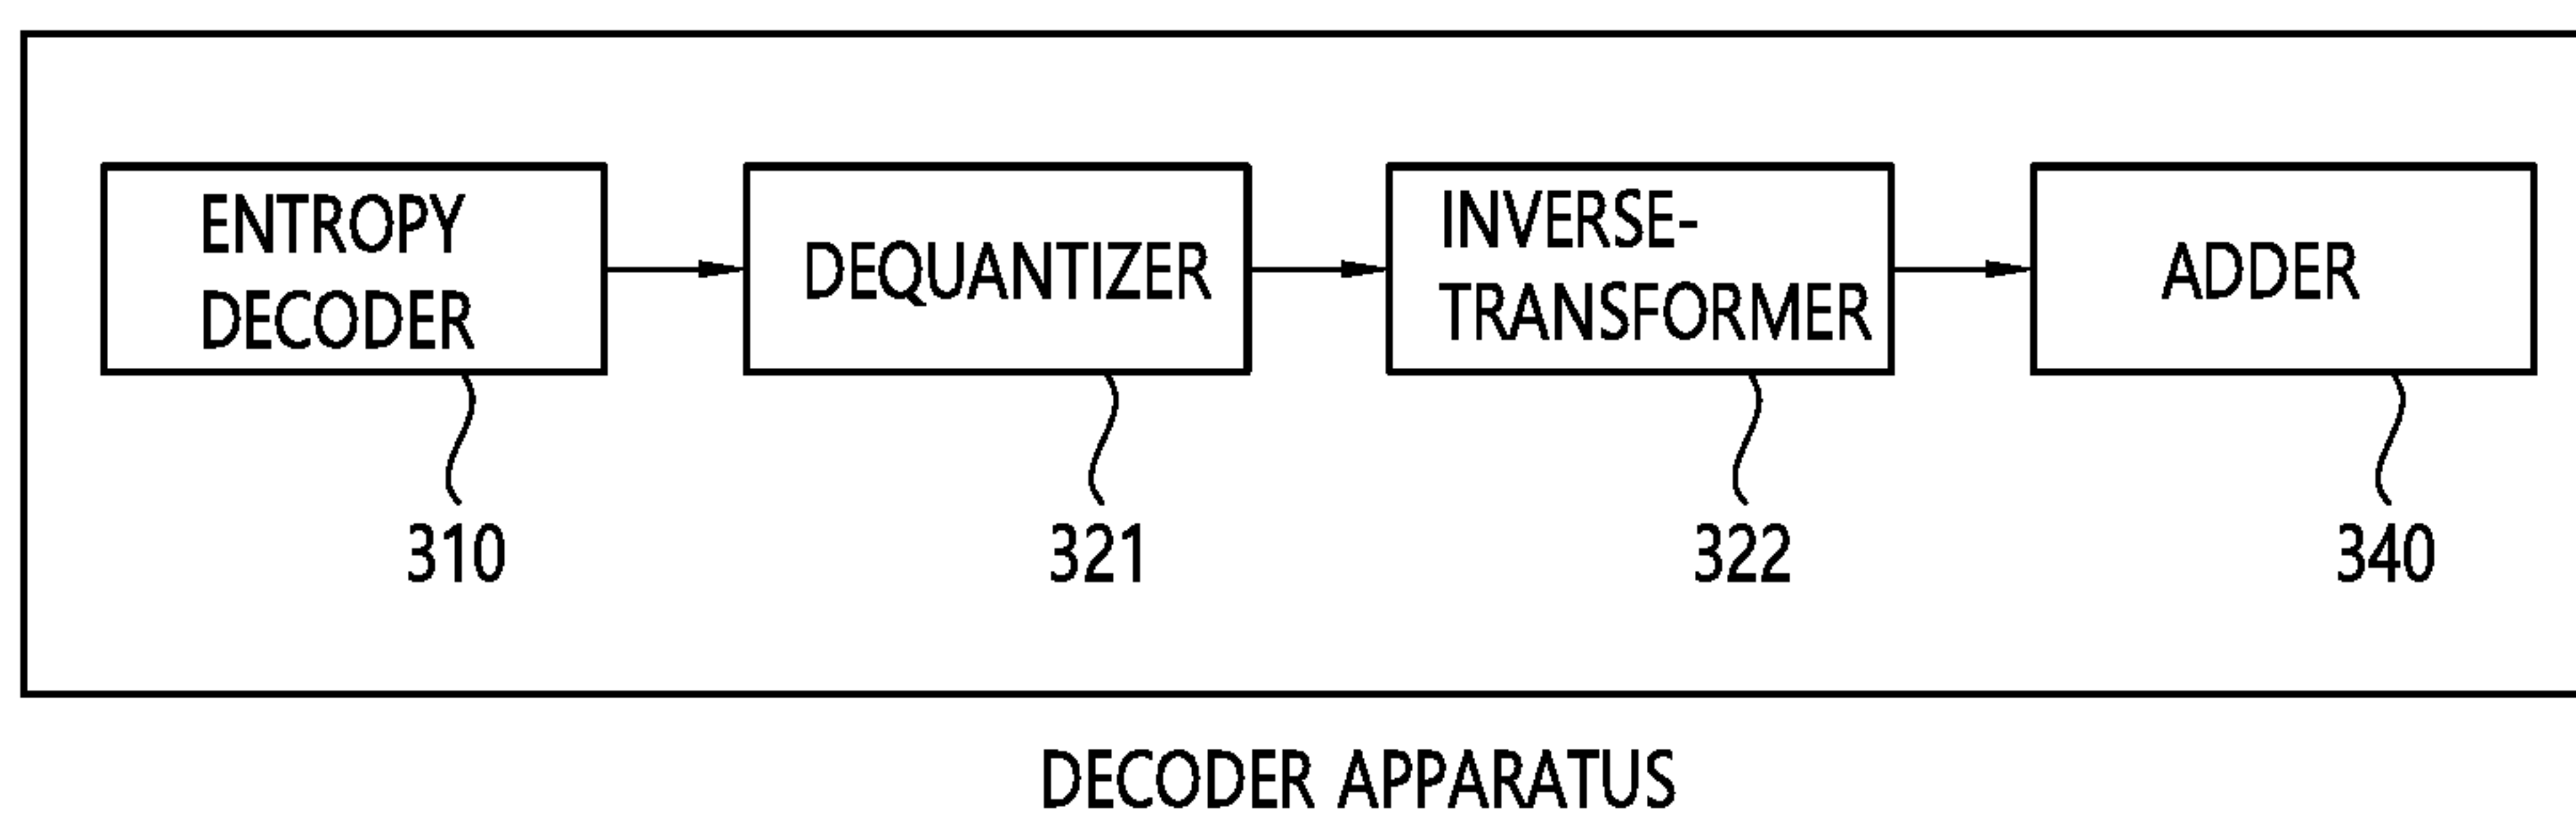 ENTROPY
DECODER
DEQUANTIZER
INVERSE-
TRANSFORMER
ADDER
310
321
322
340
DECODER APPARATUS